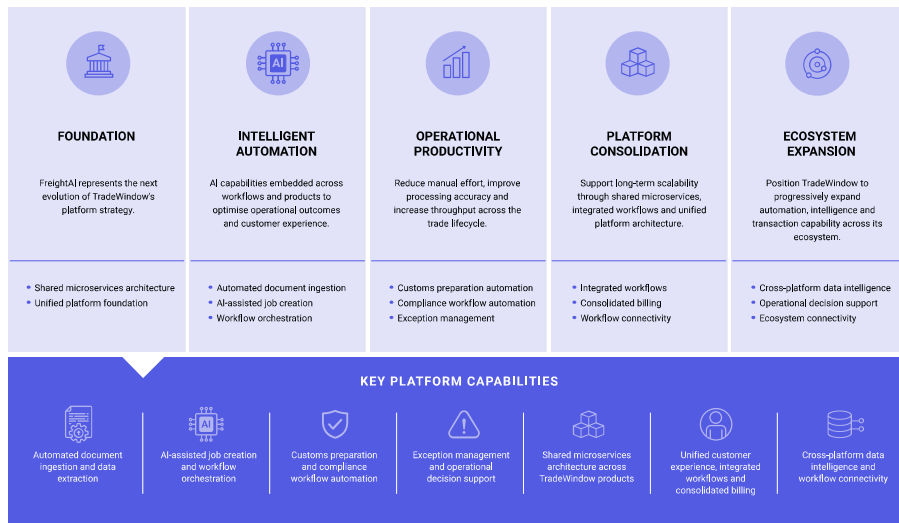 AI
FOUNDATION
FreightAI represents the next
evolution of TradeWindow's
platform strategy.
• Shared microservices architecture
• Unified platform foundation
INTELLIGENT
AUTOMATION
AI capabilities embedded across
workflows and products to
optimise operational outcomes
and customer experience.
• Automated document ingestion
• AI-assisted job creation
• Workflow orchestration
OPERATIONAL
PRODUCTIVITY
Reduce manual effort, improve
processing accuracy and
increase throughput across the
trade lifecycle.
• Customs preparation automation
• Compliance workflow automation
• Exception management
PLATFORM
CONSOLIDATION
Support long-term scalability
through shared microservices,
integrated workflows and unified
platform architecture.
• Integrated workflows
• Consolidated billing
• Workflow connectivity
ECOSYSTEM
EXPANSION
Position TradeWindow to
progressively expand
automation, intelligence and
transaction capability across its
ecosystem.
• Cross-platform data intelligence
• Operational decision support
• Ecosystem connectivity
KEY PLATFORM CAPABILITIES
Automated document
ingestion and data
extraction
AI
AI-assisted job creation
and workflow
orchestration
Customs preparation
and compliance
workflow automation
Exception management
and operational
decision support
Shared microservices
architecture across
TradeWindow products
Unified customer
experience, integrated
workflows and
consolidated billing
Cross-platform data
intelligence and
workflow connectivity